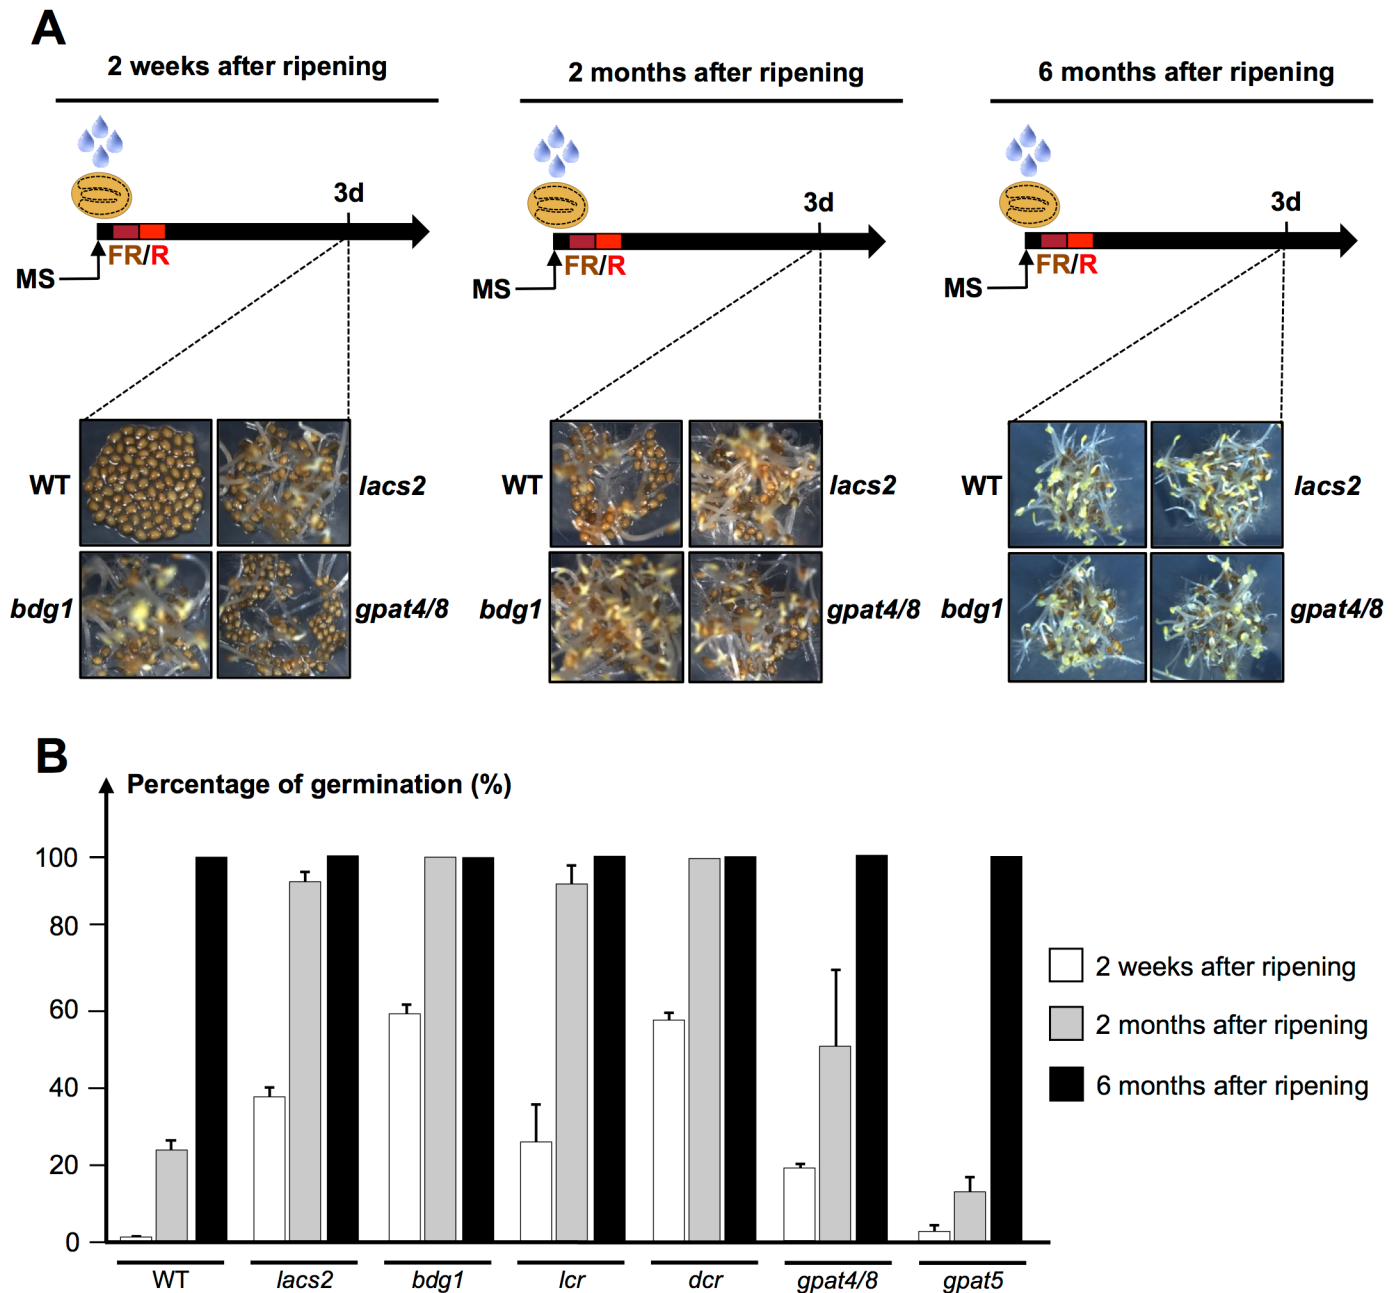 A
2 weeks after ripening
2 months after ripening
6 months after ripening
3d
3d
3d
FR/R
FR/R
FR/R
MS
MS
MS
WT
lacs2
WT
lacs2
WT
lacs2
bdg1
gpat4/8
bdg1
gpat4/8
bdg1
gpat4/8
B
Percentage of germination (%)
100
80
60
40
20
0
2 weeks after ripening
2 months after ripening
6 months after ripening
WT
lacs2
bdg1
lcr
dcr
gpat4/8
gpat5